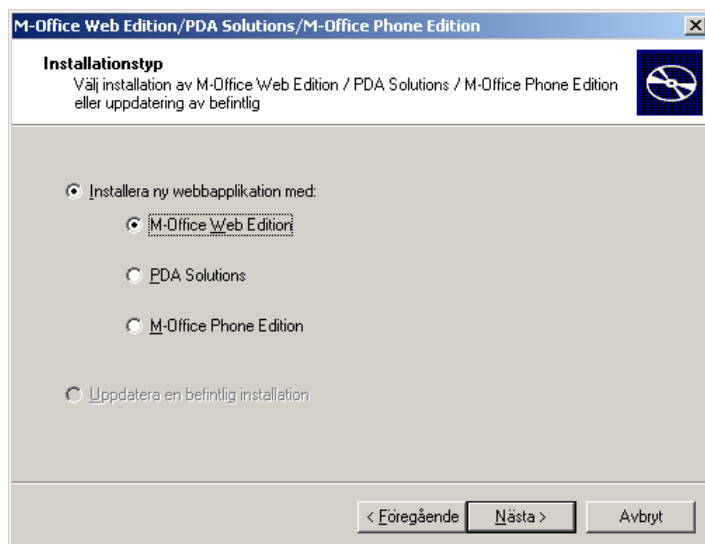 M-Office Web Edition/PDA Solutions/M-Office Phone Edition
Installationstyp
Välj installation av M-Office Web Edition / PDA Solutions / M-Office Phone Edition
eller uppdatering av befintlig
Installera ny webbapplikation med:
M-Office Web Edition
PDA Solutions
M-Office Phone Edition
Uppdatera en befintlig installation
< Föregående
Nästa >
Avbryt